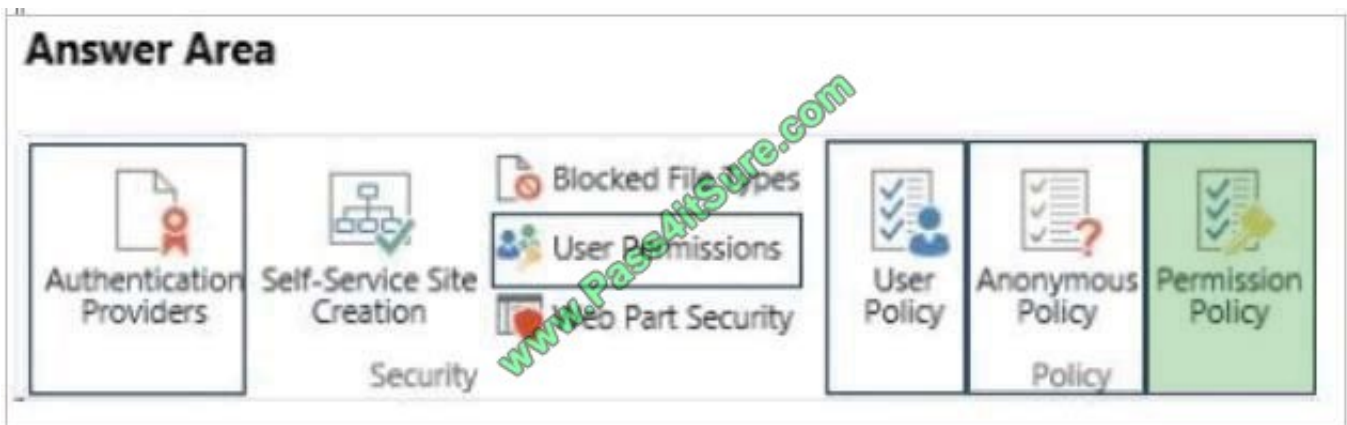 Answer Area
Authentication
Providers
Self-Service Site
Creation
Blocked File Types
User Permissions
Web Part Security
Security
User
Policy
Anonymous
Policy
Permission
Policy
Policy
www.Pass4itSure.com